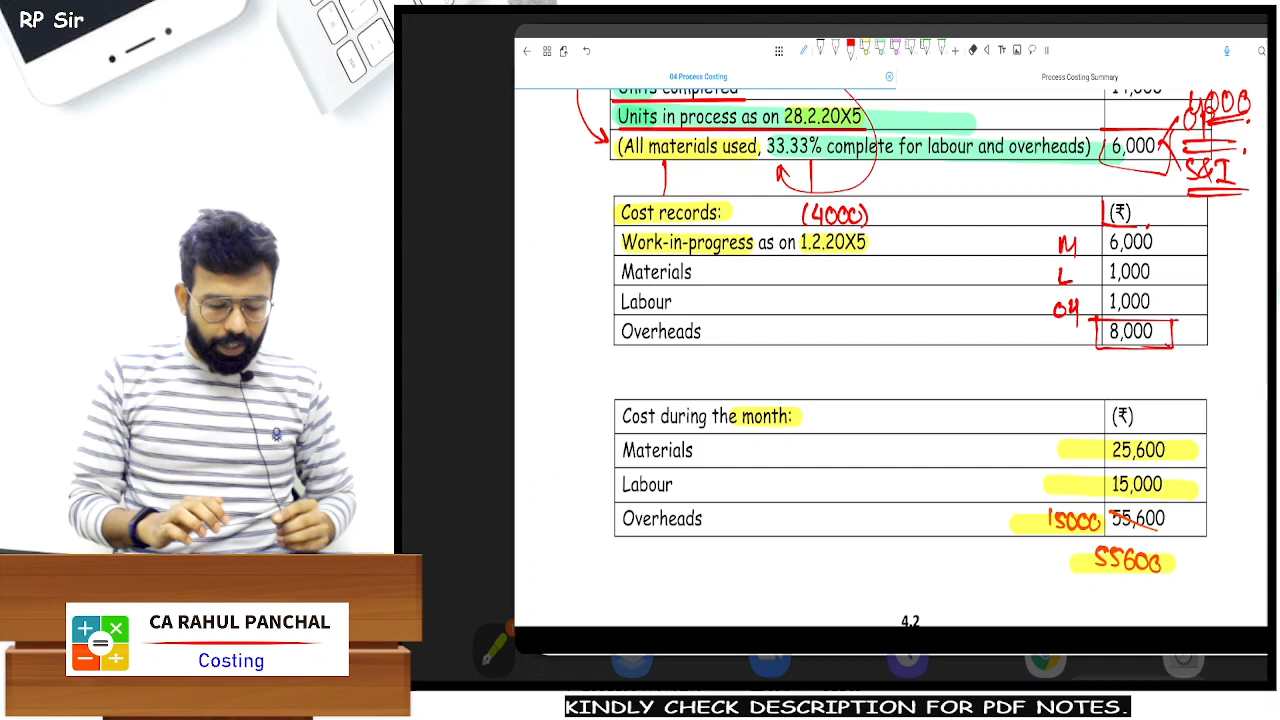 RP Sir
04 Process Costing
Process Costing Summary
Units completed
Units in process as on 28.2.20X5
(All materials used, 33.33% complete for labour and overheads) 6,000
S&I
Cost records: (4000) (₹)
Work-in-progress as on 1.2.20X5 M 6,000
Materials L 1,000
Labour OH 1,000
Overheads 8,000
Cost during the month: (₹)
Materials 25,600
Labour 15,000
Overheads 15000 55,600
55600
4.2
CA RAHUL PANCHAL
Costing
KINDLY CHECK DESCRIPTION FOR PDF NOTES.